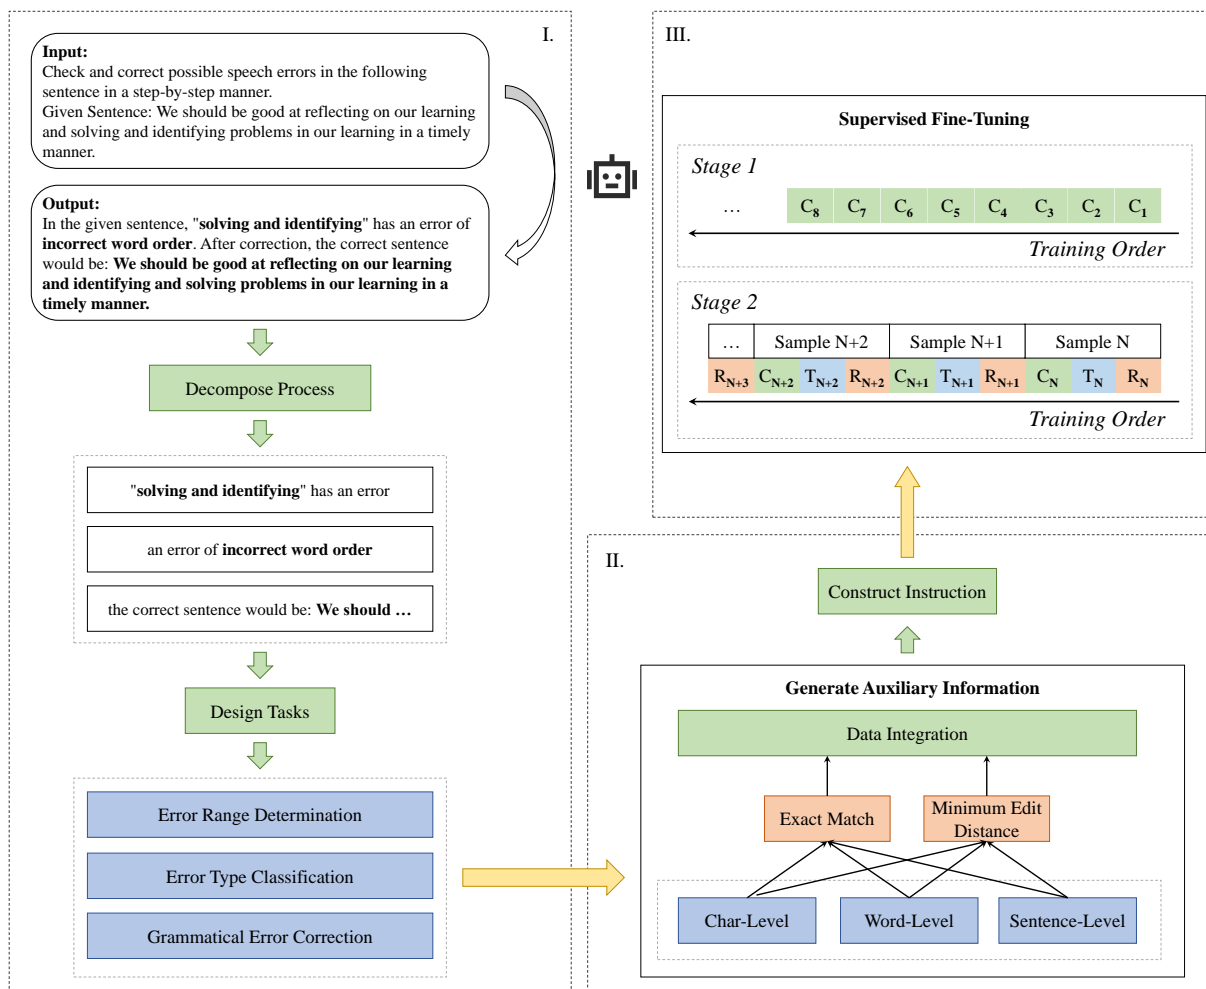 I.
Input:
Check and correct possible speech errors in the following
sentence in a step-by-step manner.
Given Sentence: We should be good at reflecting on our learning
and solving and identifying problems in our learning in a timely
manner.
Output:
In the given sentence, "solving and identifying" has an error of
incorrect word order. After correction, the correct sentence
would be: We should be good at reflecting on our learning
and identifying and solving problems in our learning in a
timely manner.
Decompose Process
"solving and identifying" has an error
an error of incorrect word order
the correct sentence would be: We should …
Design Tasks
Error Range Determination
Error Type Classification
Grammatical Error Correction
II.
Construct Instruction
Generate Auxiliary Information
Data Integration
Exact Match
Minimum Edit
Distance
Char-Level
Word-Level
Sentence-Level
III.
Supervised Fine-Tuning
Stage 1
… C8 C7 C6 C5 C4 C3 C2 C1
Training Order
Stage 2
… Sample N+2 Sample N+1 Sample N
RN+3 CN+2 TN+2 RN+2 CN+1 TN+1 RN+1 CN TN RN
Training Order